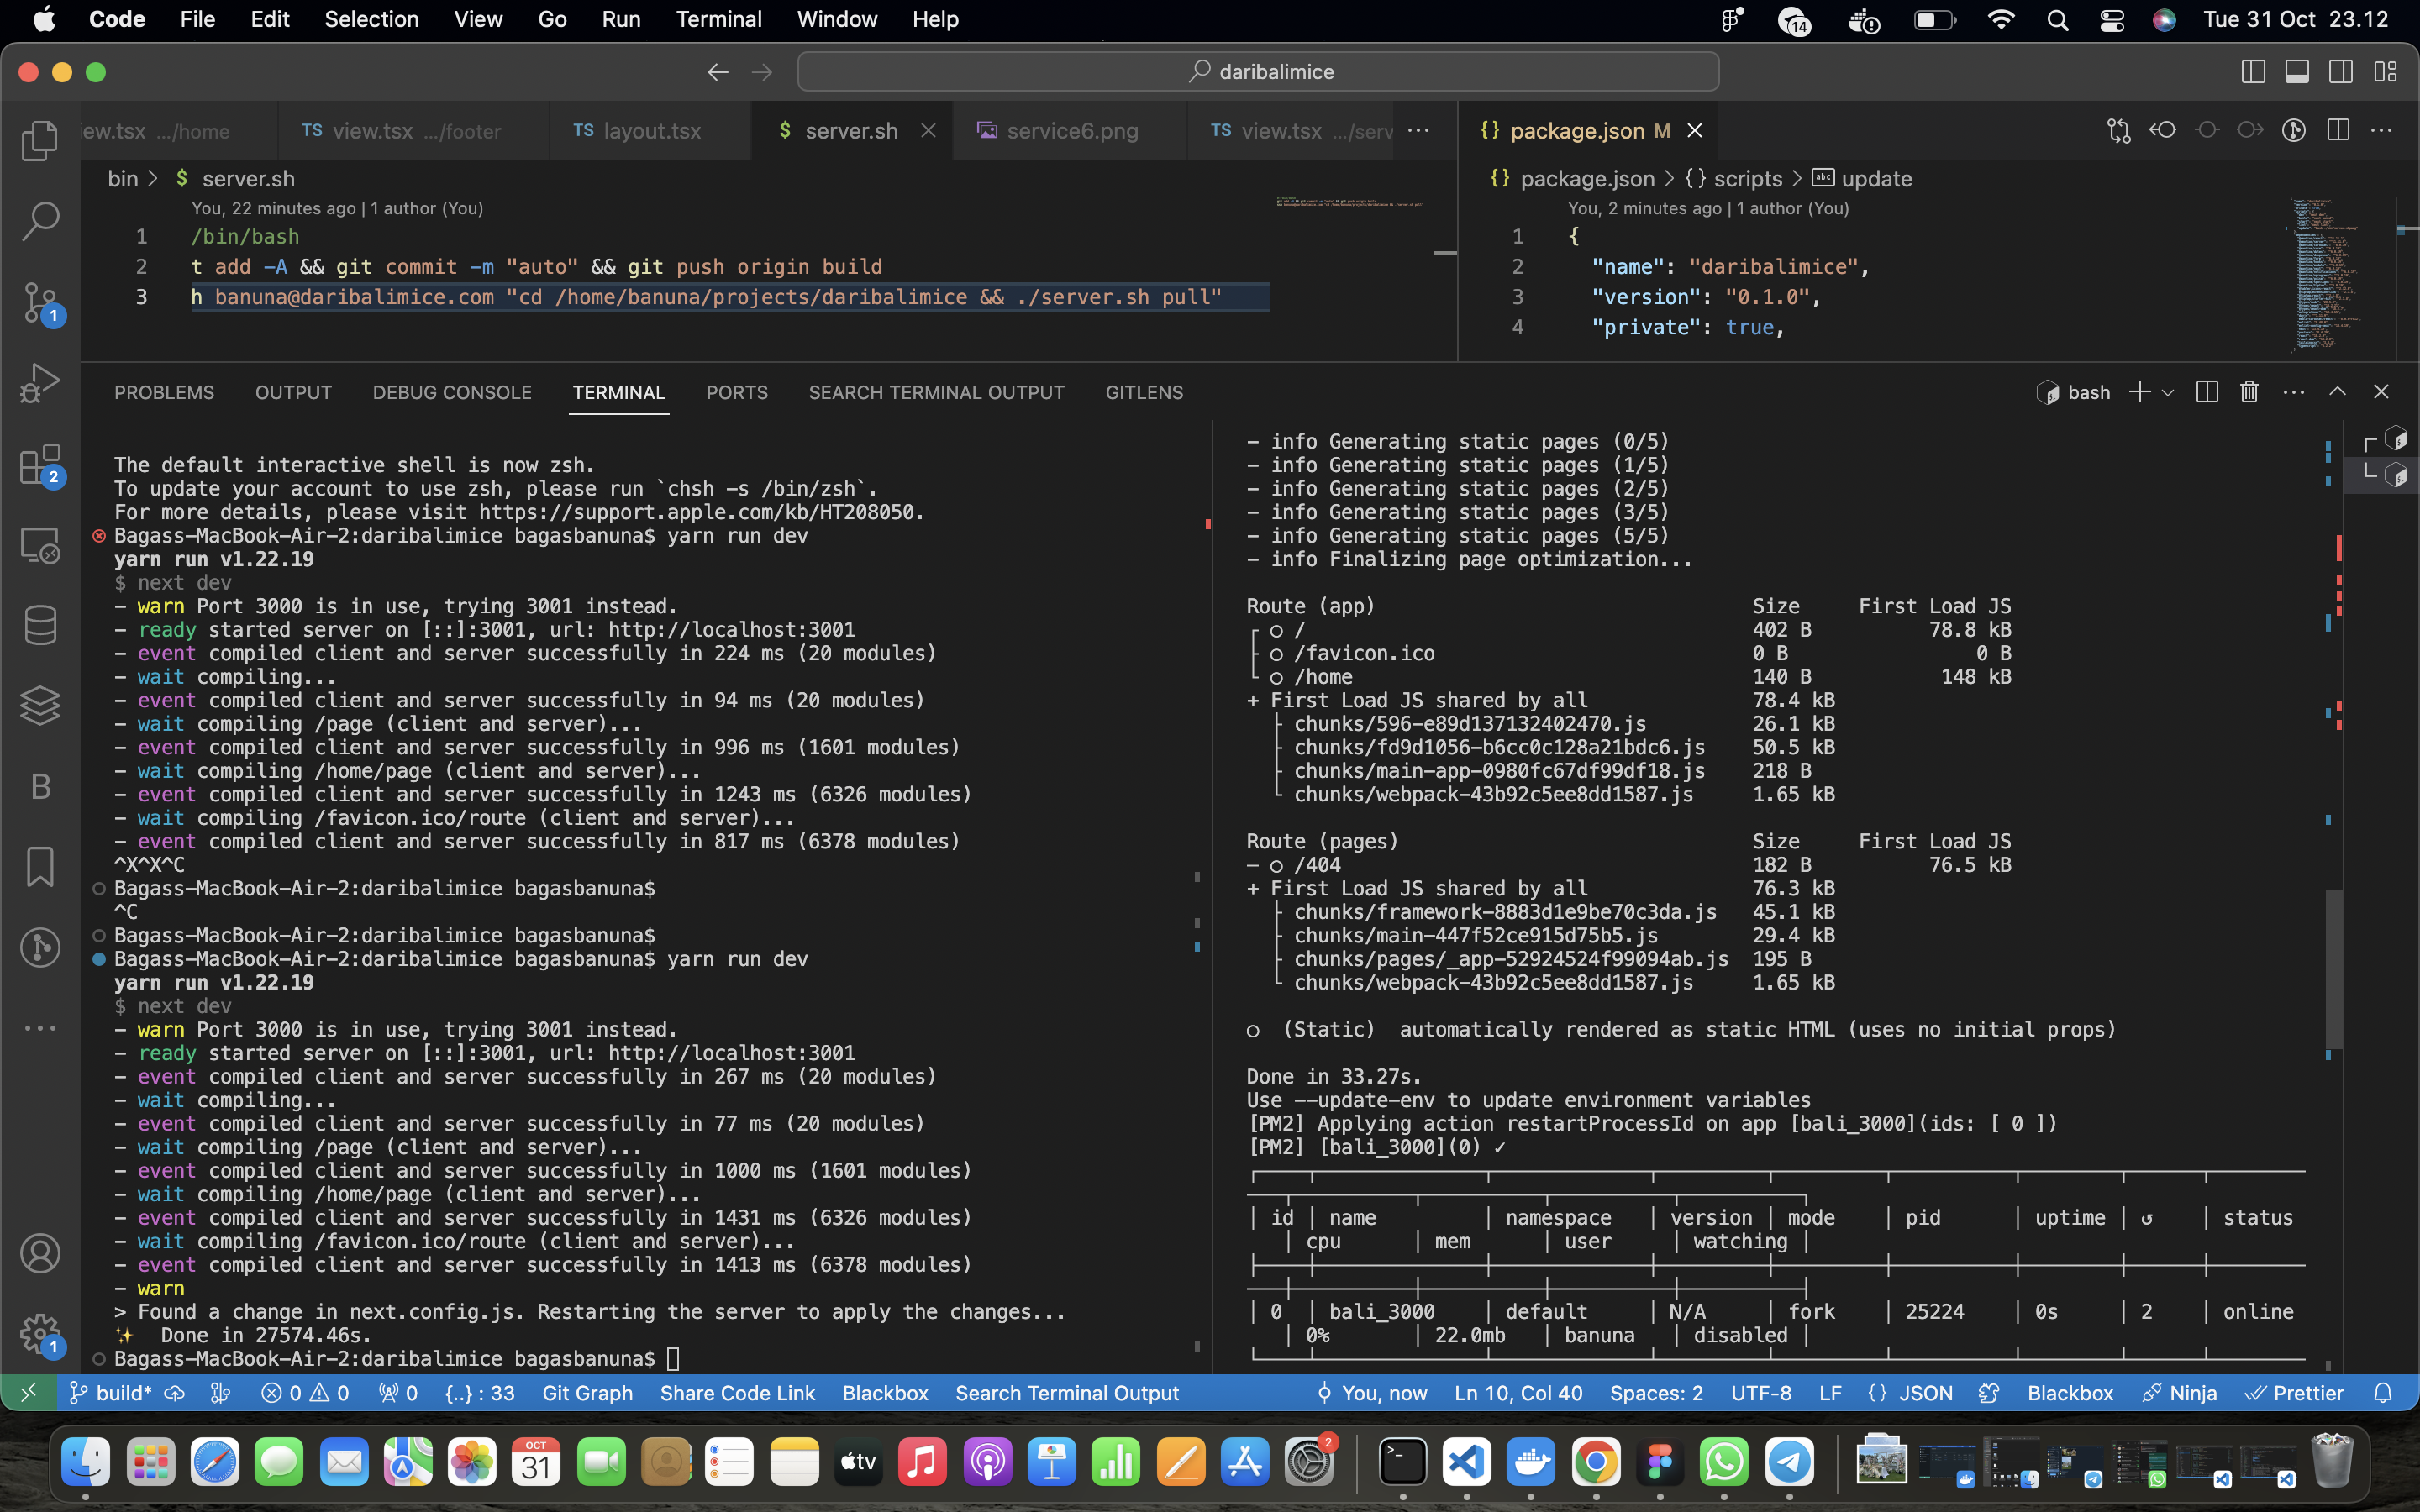 Code File Edit Selection View Go Run Terminal Window Help
14
Tue 31 Oct 23.12
daribalimice
ew.tsx .../home
TS view.tsx .../footer
TS layout.tsx
$ server.sh
service6.png
TS view.tsx .../serv
{} package.json M
bin > $ server.sh
You, 22 minutes ago | 1 author (You)
1 /bin/bash
2 t add -A && git commit -m "auto" && git push origin build
3 h banuna@daribalimice.com "cd /home/banuna/projects/daribalimice && ./server.sh pull"
{} package.json > {} scripts > abc update
You, 2 minutes ago | 1 author (You)
1 {
2 "name": "daribalimice",
3 "version": "0.1.0",
4 "private": true,
1
2
B
1
PROBLEMS OUTPUT DEBUG CONSOLE TERMINAL PORTS SEARCH TERMINAL OUTPUT GITLENS
bash
The default interactive shell is now zsh.
To update your account to use zsh, please run `chsh -s /bin/zsh`.
For more details, please visit https://support.apple.com/kb/HT208050.
Bagass-MacBook-Air-2:daribalimice bagasbanuna$ yarn run dev
yarn run v1.22.19
$ next dev
- warn Port 3000 is in use, trying 3001 instead.
- ready started server on [::]:3001, url: http://localhost:3001
- event compiled client and server successfully in 224 ms (20 modules)
- wait compiling...
- event compiled client and server successfully in 94 ms (20 modules)
- wait compiling /page (client and server)...
- event compiled client and server successfully in 996 ms (1601 modules)
- wait compiling /home/page (client and server)...
- event compiled client and server successfully in 1243 ms (6326 modules)
- wait compiling /favicon.ico/route (client and server)...
- event compiled client and server successfully in 817 ms (6378 modules)
^X^X^C
Bagass-MacBook-Air-2:daribalimice bagasbanuna$
^C
Bagass-MacBook-Air-2:daribalimice bagasbanuna$
Bagass-MacBook-Air-2:daribalimice bagasbanuna$ yarn run dev
yarn run v1.22.19
$ next dev
- warn Port 3000 is in use, trying 3001 instead.
- ready started server on [::]:3001, url: http://localhost:3001
- event compiled client and server successfully in 267 ms (20 modules)
- wait compiling...
- event compiled client and server successfully in 77 ms (20 modules)
- wait compiling /page (client and server)...
- event compiled client and server successfully in 1000 ms (1601 modules)
- wait compiling /home/page (client and server)...
- event compiled client and server successfully in 1431 ms (6326 modules)
- wait compiling /favicon.ico/route (client and server)...
- event compiled client and server successfully in 1413 ms (6378 modules)
- warn
> Found a change in next.config.js. Restarting the server to apply the changes...
✨ Done in 27574.46s.
Bagass-MacBook-Air-2:daribalimice bagasbanuna$
- info Generating static pages (0/5)
- info Generating static pages (1/5)
- info Generating static pages (2/5)
- info Generating static pages (3/5)
- info Generating static pages (5/5)
- info Finalizing page optimization...
Route (app) Size First Load JS
┌ ○ / 402 B 78.8 kB
├ ○ /favicon.ico 0 B 0 B
└ ○ /home 140 B 148 kB
+ First Load JS shared by all 78.4 kB
├ chunks/596-e89d137132402470.js 26.1 kB
├ chunks/fd9d1056-b6cc0c128a21bdc6.js 50.5 kB
├ chunks/main-app-0980fc67df99df18.js 218 B
└ chunks/webpack-43b92c5ee8dd1587.js 1.65 kB
Route (pages) Size First Load JS
─ ○ /404 182 B 76.5 kB
+ First Load JS shared by all 76.3 kB
├ chunks/framework-8883d1e9be70c3da.js 45.1 kB
├ chunks/main-447f52ce915d75b5.js 29.4 kB
├ chunks/pages/_app-52924524f99094ab.js 195 B
└ chunks/webpack-43b92c5ee8dd1587.js 1.65 kB
○ (Static) automatically rendered as static HTML (uses no initial props)
Done in 33.27s.
Use --update-env to update environment variables
[PM2] Applying action restartProcessId on app [bali_3000](ids: [ 0 ])
[PM2] [bali_3000](0) ✓
│ id │ name │ namespace │ version │ mode │ pid │ uptime │ ↺ │ status
│ cpu │ mem │ user │ watching │
│ 0 │ bali_3000 │ default │ N/A │ fork │ 25224 │ 0s │ 2 │ online
│ 0% │ 22.0mb │ banuna │ disabled │
build* 0 0 0 {..} : 33 Git Graph Share Code Link Blackbox Search Terminal Output
You, now Ln 10, Col 40 Spaces: 2 UTF-8 LF {} JSON Blackbox Ninja Prettier
OCT
31
tv
2